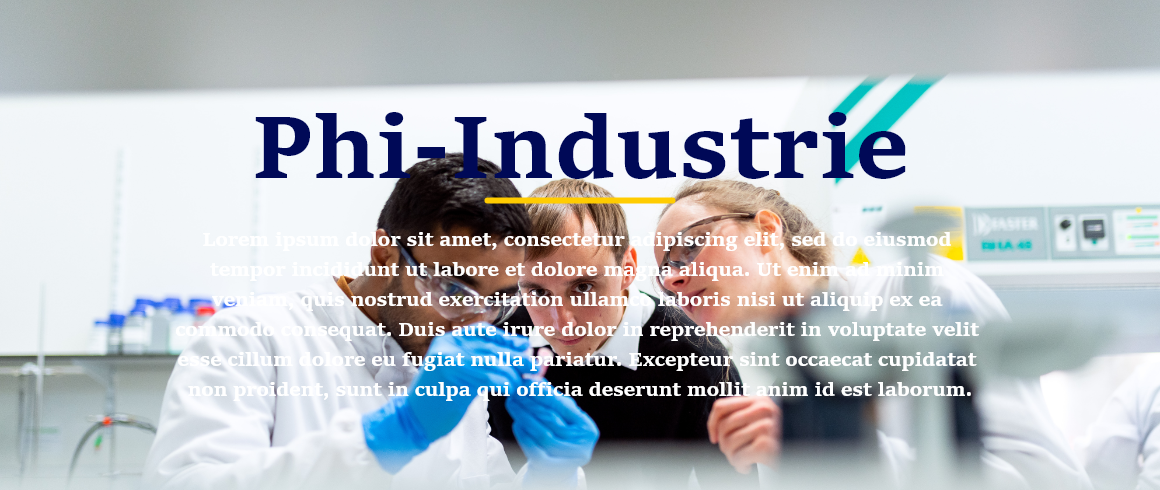 Phi-Industrie
Lorem ipsum dolor sit amet, consectetur adipiscing elit, sed do eiusmod
tempor incididunt ut labore et dolore magna aliqua. Ut enim ad minim
veniam, quis nostrud exercitation ullamco laboris nisi ut aliquip ex ea
commodo consequat. Duis aute irure dolor in reprehenderit in voluptate velit
esse cillum dolore eu fugiat nulla pariatur. Excepteur sint occaecat cupidatat
non proident, sunt in culpa qui officia deserunt mollit anim id est laborum.